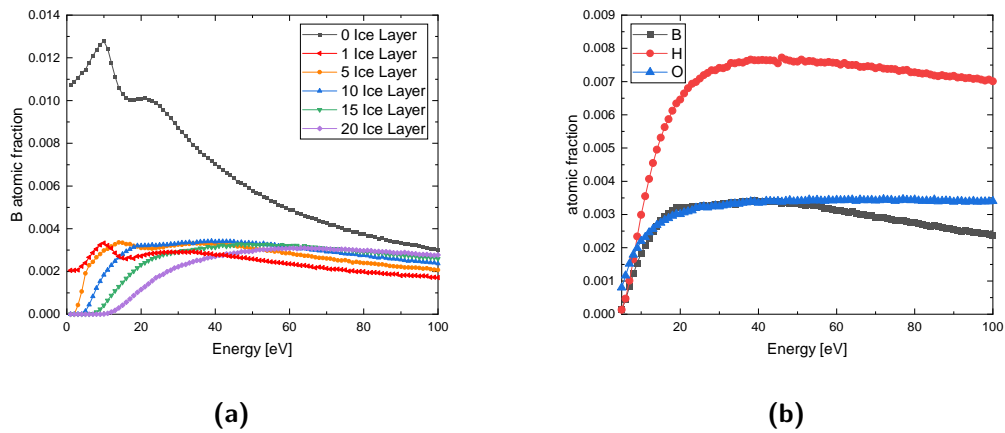 0.014
0.012
0.010
0.008
0.006
0.004
0.002
0.000
B atomic fraction
0 Ice Layer
1 Ice Layer
5 Ice Layer
10 Ice Layer
15 Ice Layer
20 Ice Layer
0 20 40 60 80 100
Energy [eV]
(a)
0.009
0.008
0.007
0.006
0.005
0.004
0.003
0.002
0.001
0.000
atomic fraction
B
H
O
20 40 60 80 100
Energy [eV]
(b)